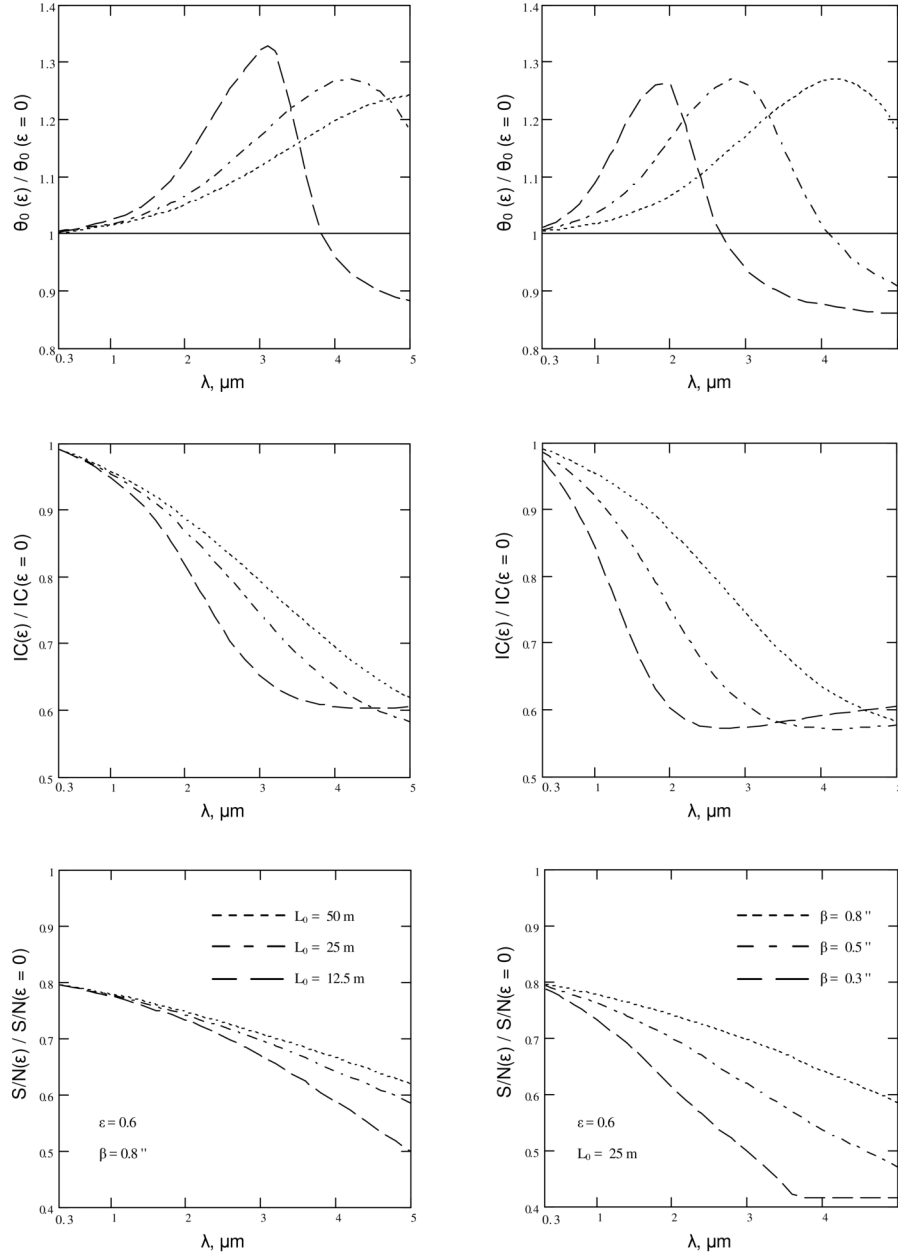 θ₀ (ε) / θ₀ (ε = 0)
1.4
1.3
1.2
1.1
1
0.9
0.8
0.3 1 2 3 4 5
λ, μm
θ₀ (ε) / θ₀ (ε = 0)
1.4
1.3
1.2
1.1
1
0.9
0.8
0.3 1 2 3 4 5
λ, μm
IC(ε) / IC(ε = 0)
1
0.9
0.8
0.7
0.6
0.5
0.3 1 2 3 4 5
λ, μm
IC(ε) / IC(ε = 0)
1
0.9
0.8
0.7
0.6
0.5
0.3 1 2 3 4 5
λ, μm
S/N(ε) / S/N(ε = 0)
1
0.9
0.8
0.7
0.6
0.5
0.4
L₀ = 50 m
L₀ = 25 m
L₀ = 12.5 m
ε = 0.6
β = 0.8 "
0.3 1 2 3 4 5
λ, μm
S/N(ε) / S/N(ε = 0)
1
0.9
0.8
0.7
0.6
0.5
0.4
β = 0.8 "
β = 0.5 "
β = 0.3 "
ε = 0.6
L₀ = 25 m
0.3 1 2 3 4 5
λ, μm